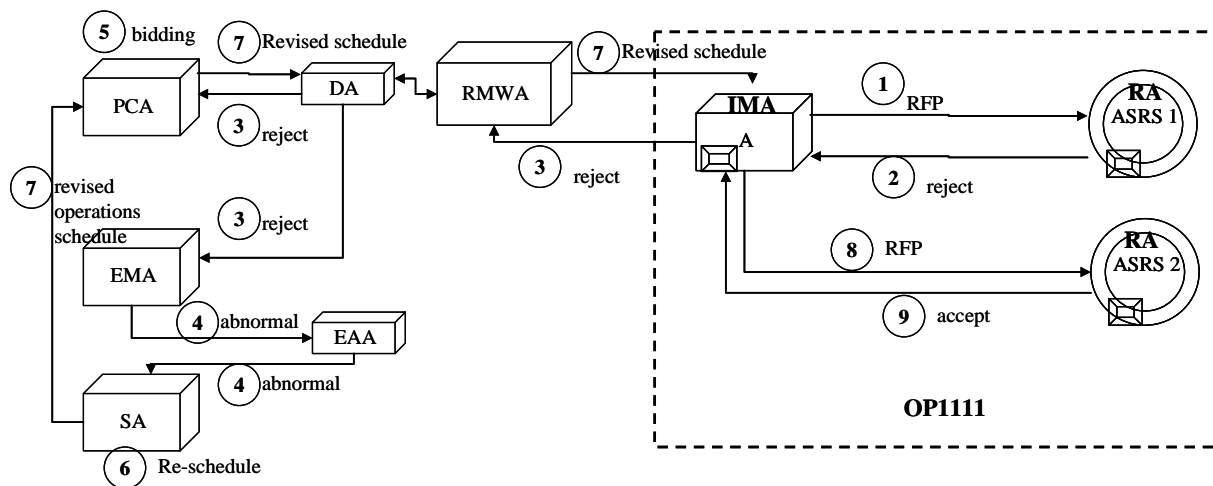 5 bidding
7 Revised schedule
PCA
DA
3 reject
RMWA
7 Revised schedule
3 reject
IMA
A
1 RFP
RA
ASRS 1
2 reject
7 revised
operations
schedule
3 reject
EMA
4 abnormal
EAA
4 abnormal
SA
6 Re-schedule
8 RFP
RA
ASRS 2
9 accept
OP1111